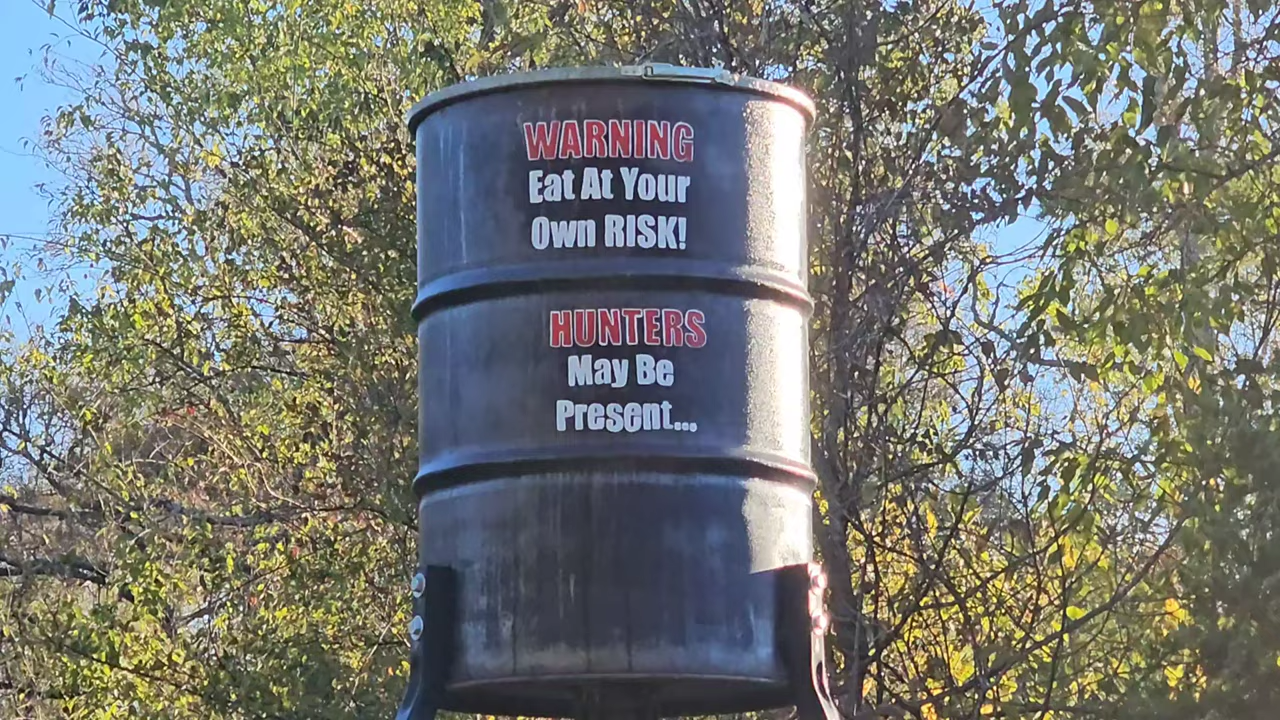 WARNING
Eat At Your
Own RISK!
HUNTERS
May Be
Present...